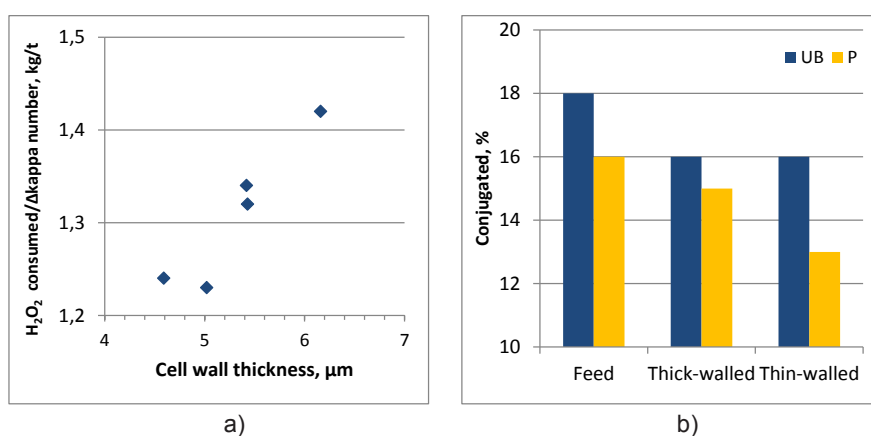 H₂O₂ consumed/Δkappa number, kg/t
1,5
1,4
1,3
1,2
4 5 6 7
Cell wall thickness, µm
a)
Conjugated, %
20
18
16
14
12
10
UB P
Feed Thick-walled Thin-walled
b)